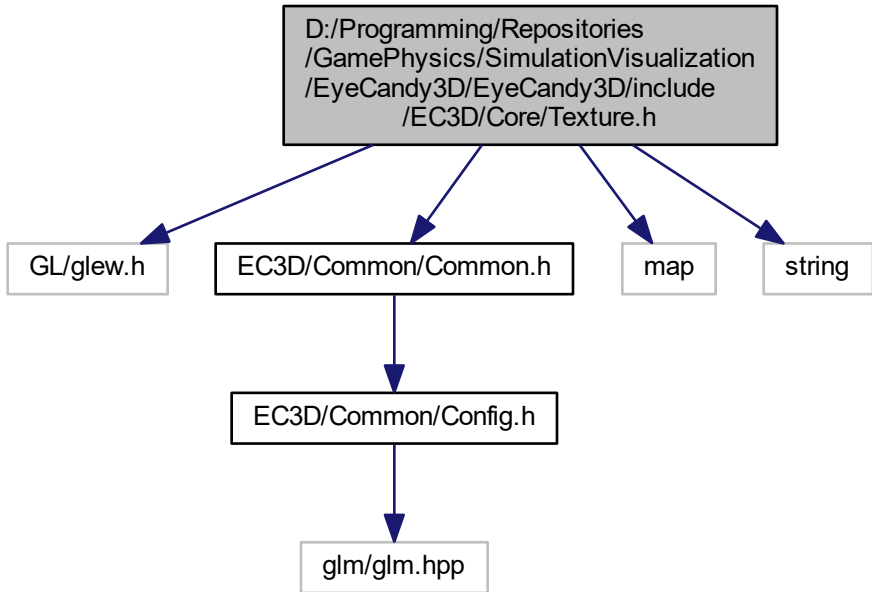 D:/Programming/Repositories
/GamePhysics/SimulationVisualization
/EyeCandy3D/EyeCandy3D/include
/EC3D/Core/Texture.h
GL/glew.h
EC3D/Common/Common.h
map
string
EC3D/Common/Config.h
glm/glm.hpp